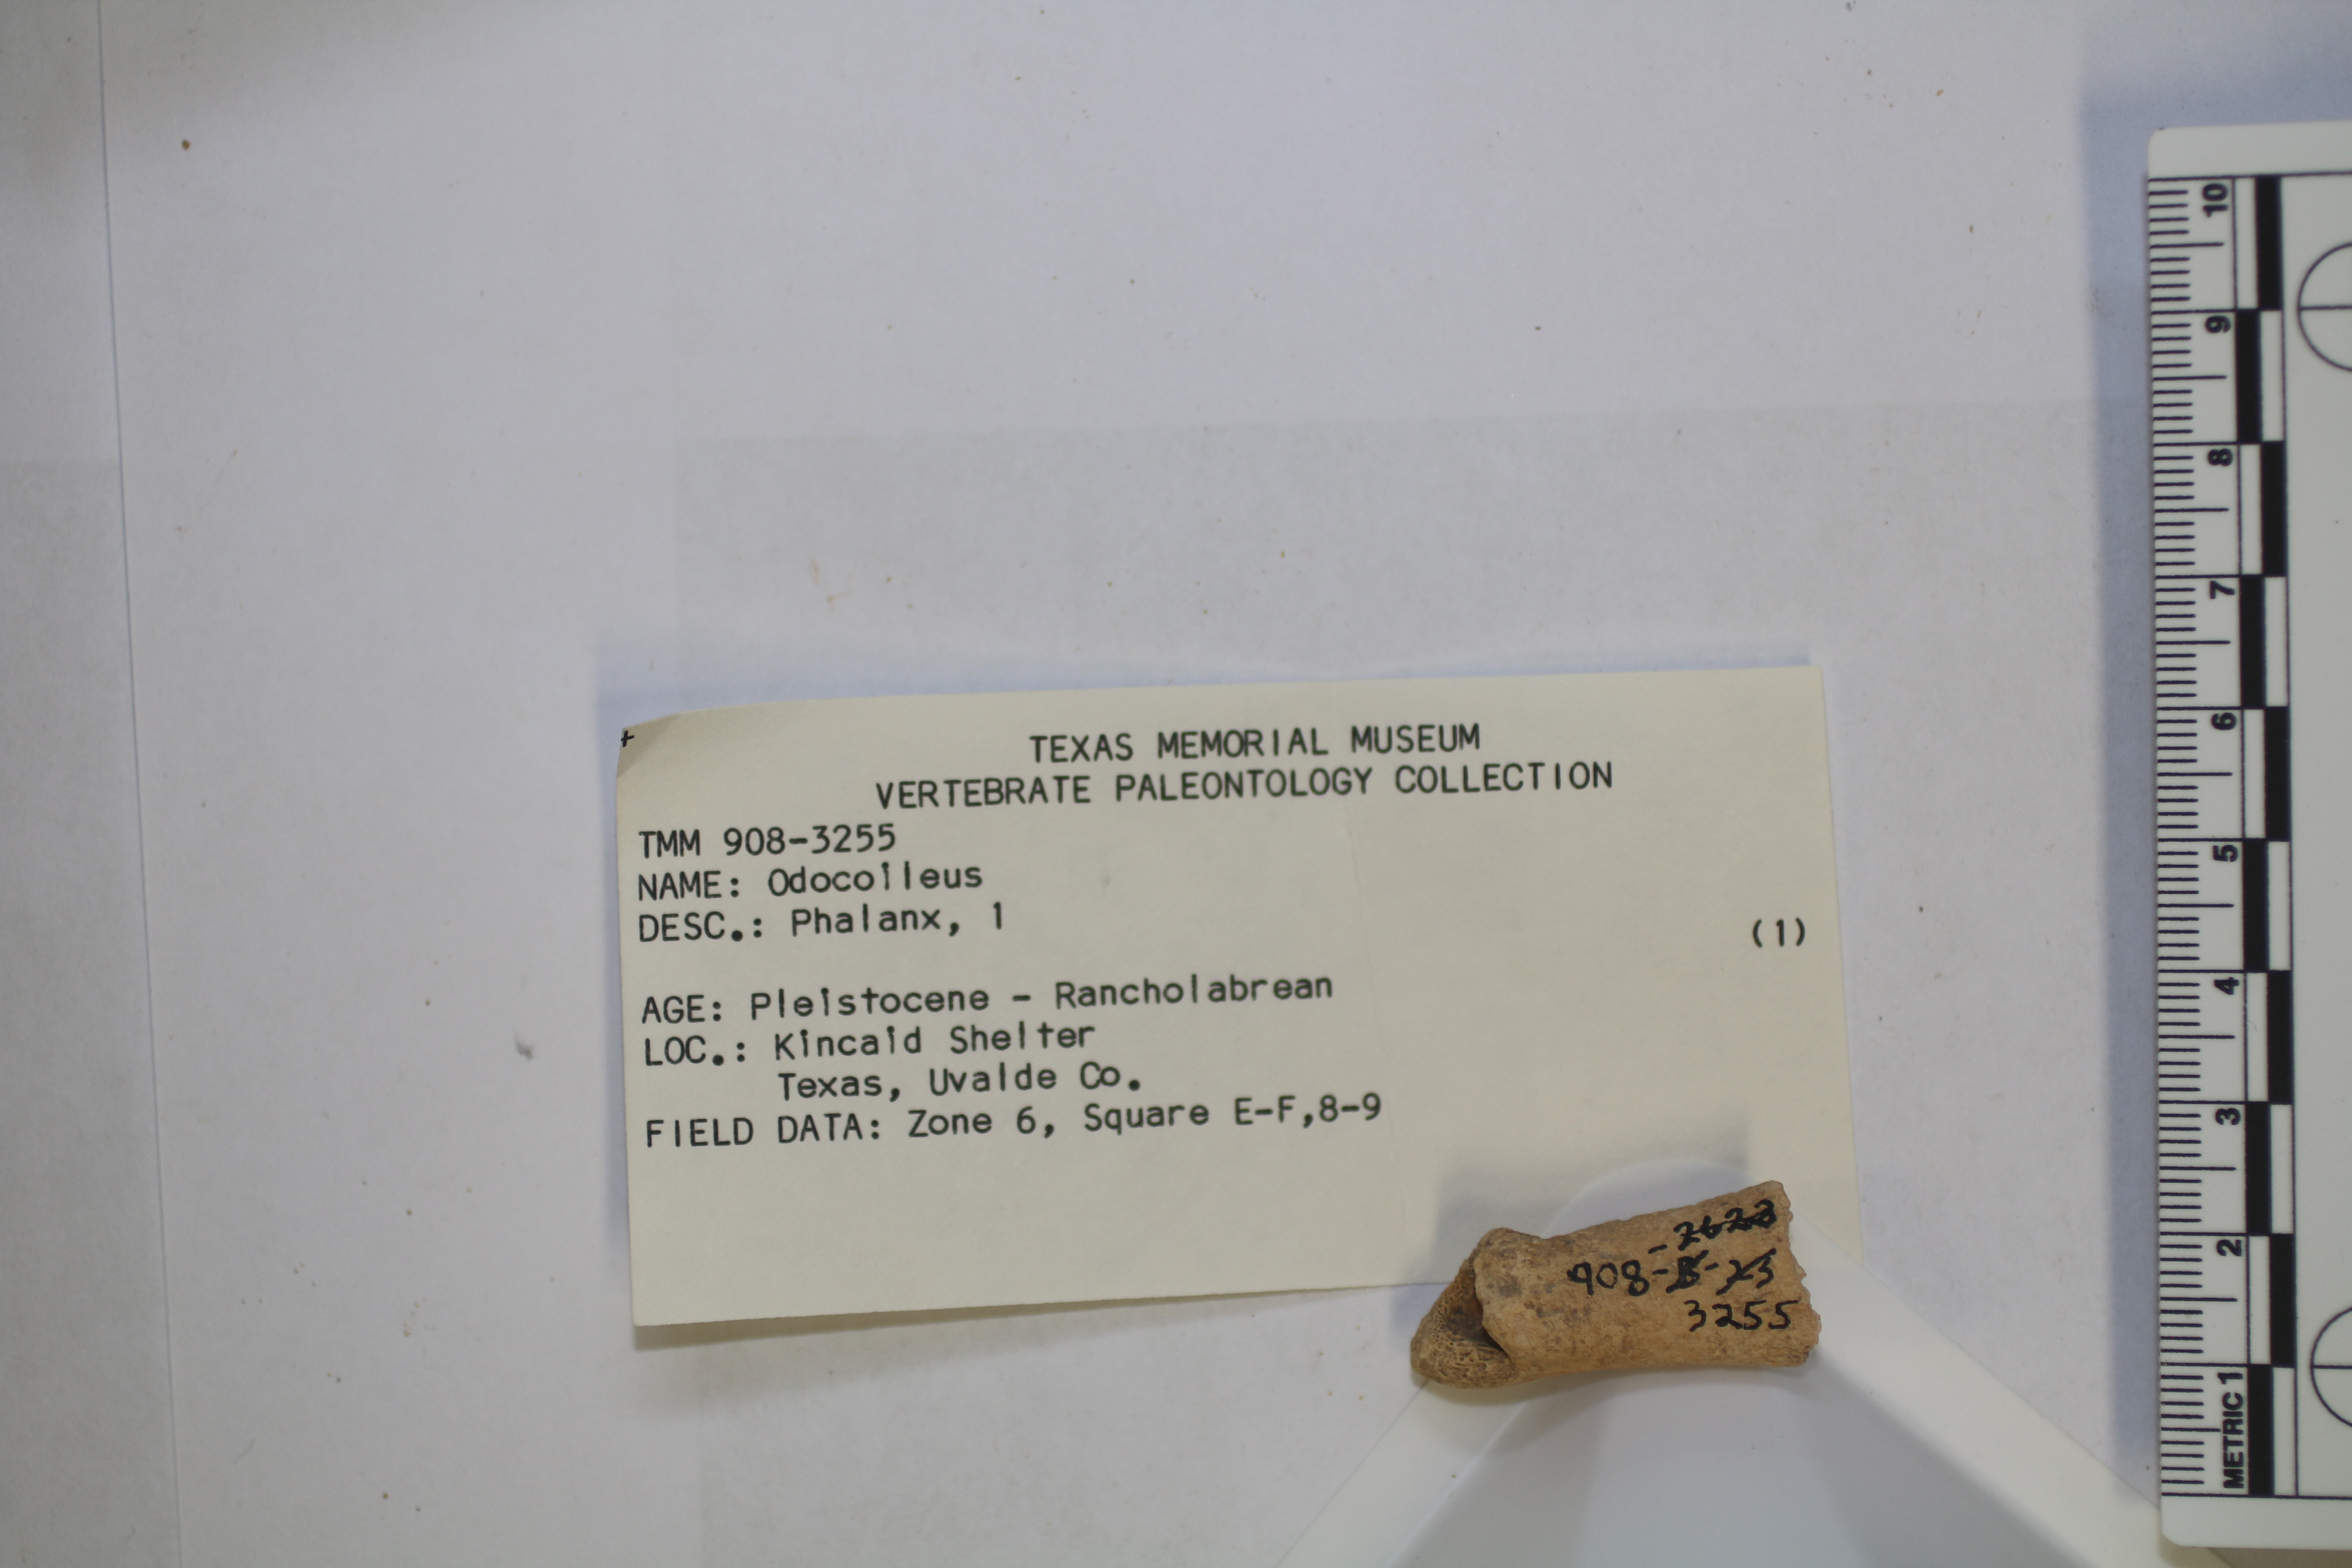 TEXAS MEMORIAL MUSEUM
VERTEBRATE PALEONTOLOGY COLLECTION
TMM 908-3255
NAME: Odocoileus
DESC.: Phalanx, 1 (1)
AGE: Pleistocene - Rancholabrean
LOC.: Kincaid Shelter
Texas, Uvalde Co.
FIELD DATA: Zone 6, Square E-F,8-9
908-
3255
METRIC 1 2 3 4 5 6 7 8 9 10